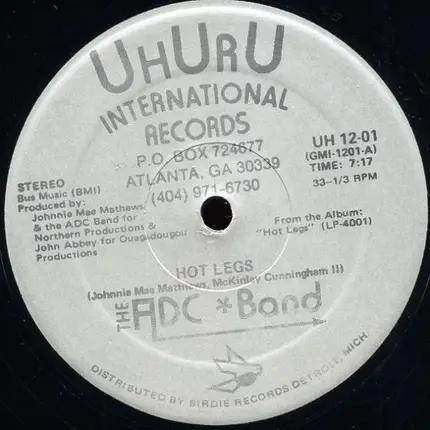 UHURU
INTERNATIONAL
RECORDS
P.O. BOX 724677
ATLANTA, GA 30339
(404) 971-6730
UH 12-01
(GMI-1201-A)
TIME: 7:17
33-1/3 RPM
STEREO
Bus Music (BMI)
Produced by:
Johnnie Mae Mathews
& the ADC Band for
Northern Productions &
John Abbey for Ouagadougou
Productions
From the Album:
"Hot Legs" (LP-4001)
HOT LEGS
(Johnnie Mae Matthews, McKinley Cunningham III)
THE ADC * Band
DISTRIBUTED BY BIRDIE RECORDS DETROIT, MICH